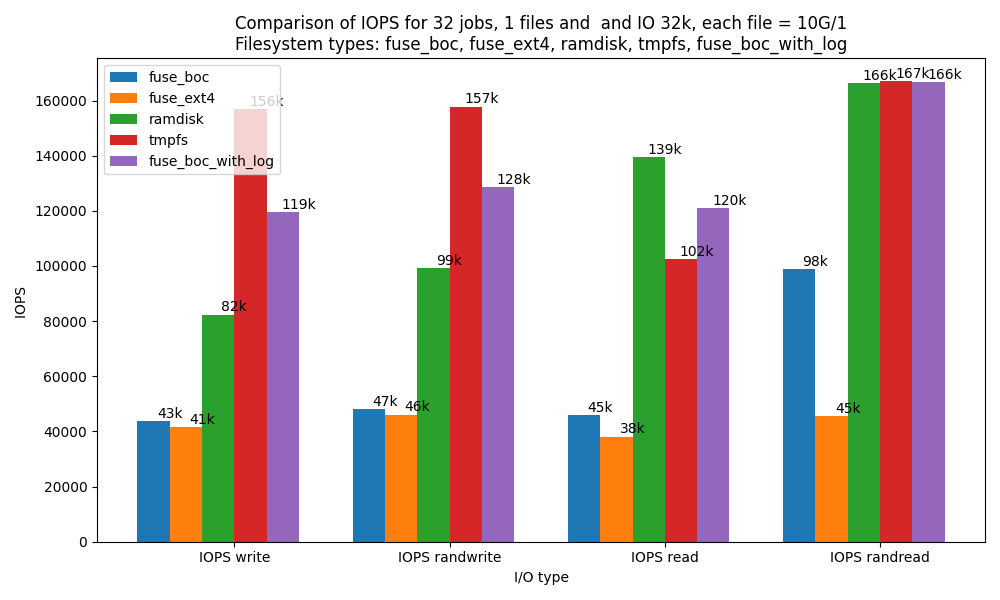 Comparison of IOPS for 32 jobs, 1 files and  and IO 32k, each file = 10G/1
Filesystem types: fuse_boc, fuse_ext4, ramdisk, tmpfs, fuse_boc_with_log
fuse_boc
fuse_ext4
ramdisk
tmpfs
fuse_boc_with_log
IOPS
160000
140000
120000
100000
80000
60000
40000
20000
0
43k
41k
82k
156k
119k
47k
46k
99k
157k
128k
45k
38k
139k
102k
120k
98k
45k
166k
167k
166k
IOPS write
IOPS randwrite
IOPS read
IOPS randread
I/O type